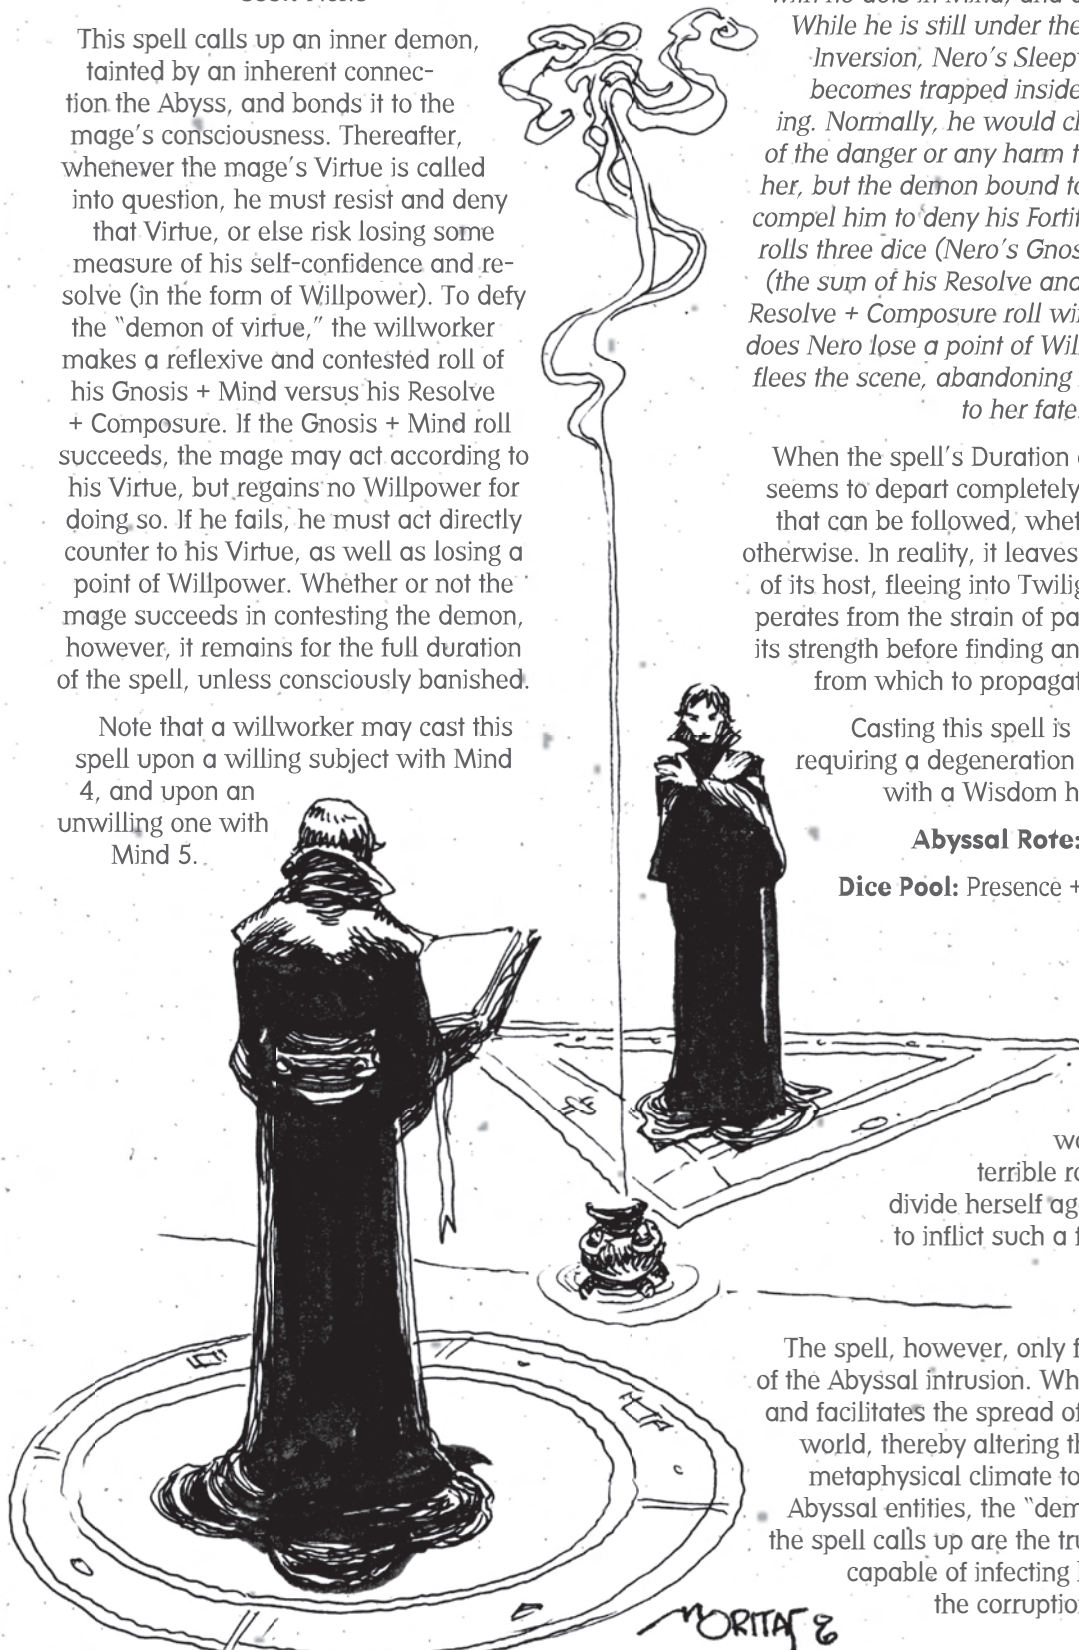 This spell calls up an inner demon,
tainted by an inherent connec-
tion the Abyss, and bonds it to the
mage's consciousness. Thereafter,
whenever the mage's Virtue is called
into question, he must resist and deny
that Virtue, or else risk losing some
measure of his self-confidence and re-
solve (in the form of Willpower). To defy
the “demon of virtue,” the willworker
makes a reflexive and contested roll of
his Gnosis + Mind versus his Resolve
+ Composure. If the Gnosis + Mind roll
succeeds, the mage may act according to
his Virtue, but regains no Willpower for
doing so. If he fails, he must act directly
counter to his Virtue, as well as losing a
point of Willpower. Whether or not the
mage succeeds in contesting the demon,
however, it remains for the full duration
of the spell, unless consciously banished.
Note that a willworker may cast this
spell upon a willing subject with Mind
4, and upon an
unwilling one with
Mind 5.
with no dots in Mind, and
While he is still under the
Inversion, Nero's
becomes trapped inside
ing. Normally, he would
of the danger or any harm
her, but the demon bound
compel him to deny his
rolls three dice (Nero's
(the sum of his Resolve and
Resolve + Composure roll
does Nero lose a point of
flees the scene, abandoning
to her fate.
When the spell's Duration
seems to depart completely
that can be followed,
otherwise. In reality, it leaves
of its host, fleeing into
perates from the strain of
its strength before finding
from which to
Casting this spell is
requiring a degeneration
with a Wisdom
Abyssal Rote:
Dice Pool: Presence +
terrible
divide herself
to inflict such a
The spell, however, only
of the Abyssal intrusion.
and facilitates the spread of
world, thereby altering
metaphysical climate to
Abyssal entities, the
the spell calls up are the
capable of infecting
the